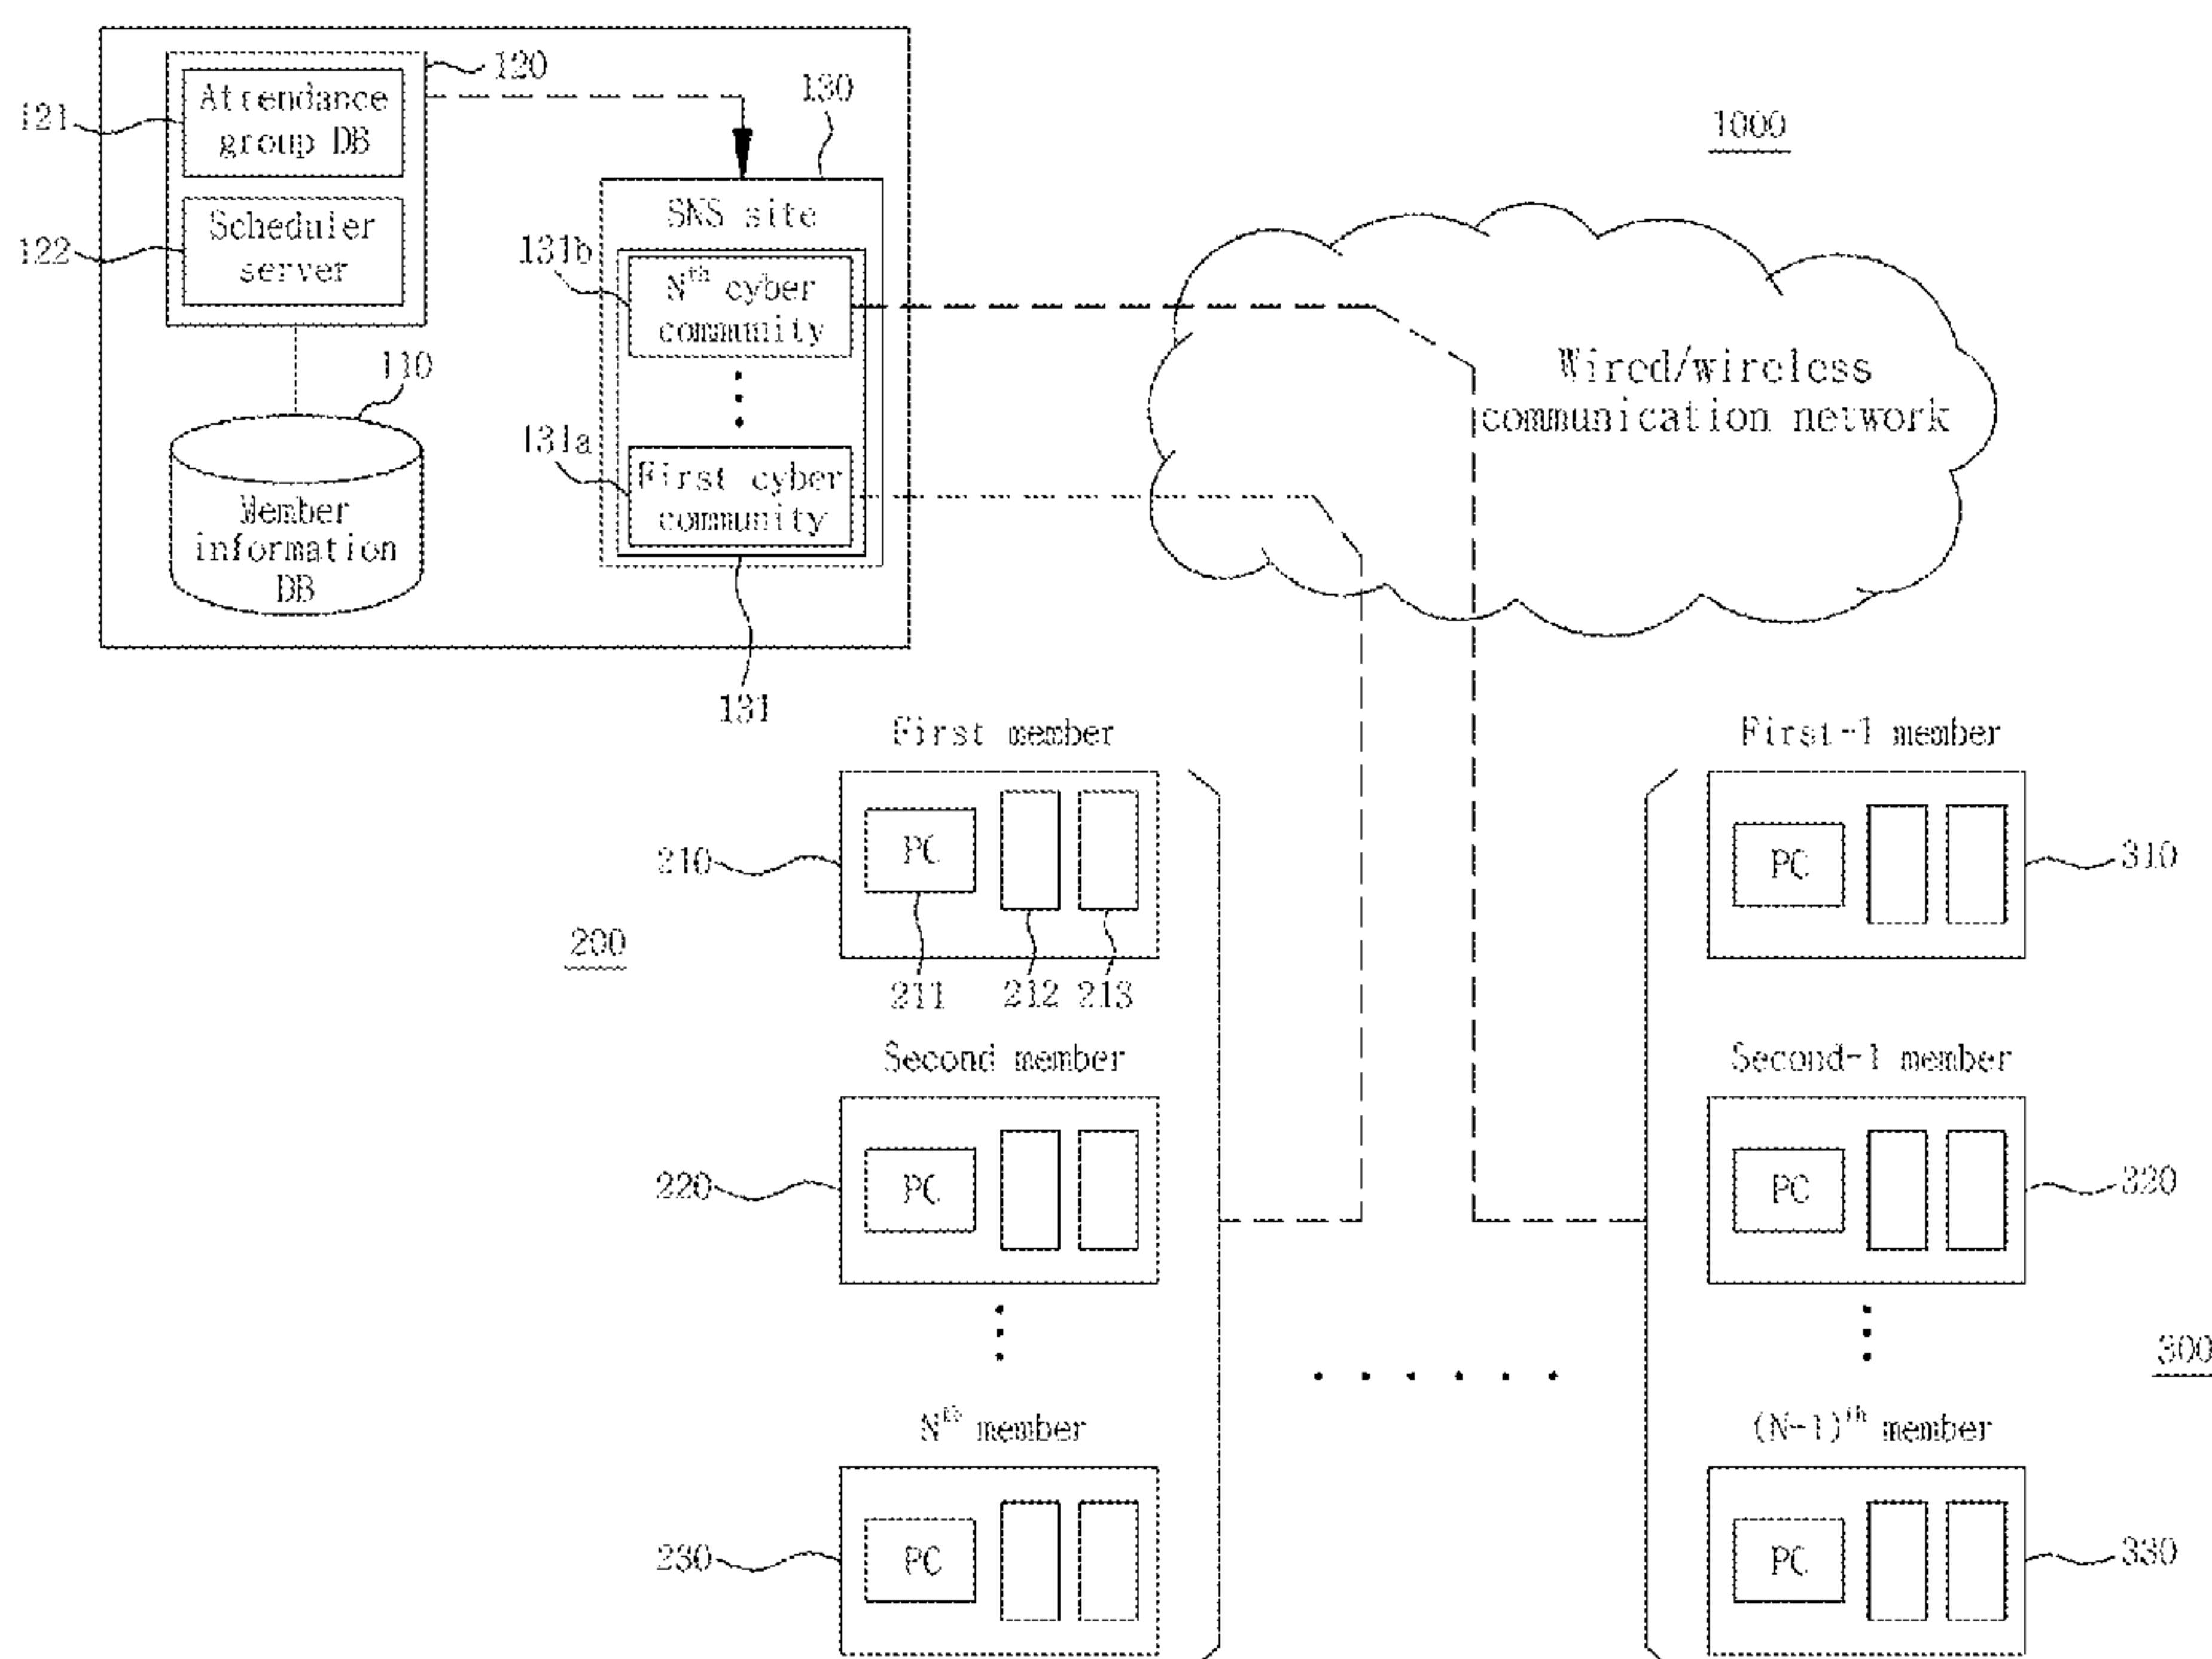 120
Attendance
group DB
121
Scheduler
server
122
110
Member
information
DB
130
SNS site
131b
Nth cyber
community
131a
First cyber
community
131
1000
Wired/wireless
communication network
First member
PC
210
211 212 213
200
Second member
PC
220
Nth member
PC
230
First-1 member
PC
310
Second-1 member
PC
320
300
(N-1)th member
PC
330